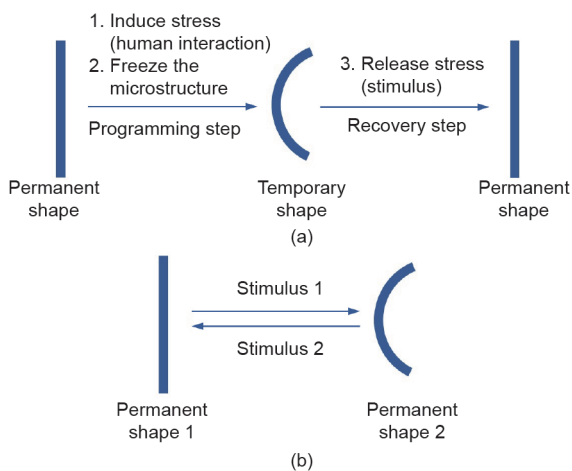 1. Induce stress
(human interaction)
2. Freeze the
microstructure
Programming step
3. Release stress
(stimulus)
Recovery step
Permanent
shape
Temporary
shape
Permanent
shape
(a)
Stimulus 1
Stimulus 2
Permanent
shape 1
Permanent
shape 2
(b)